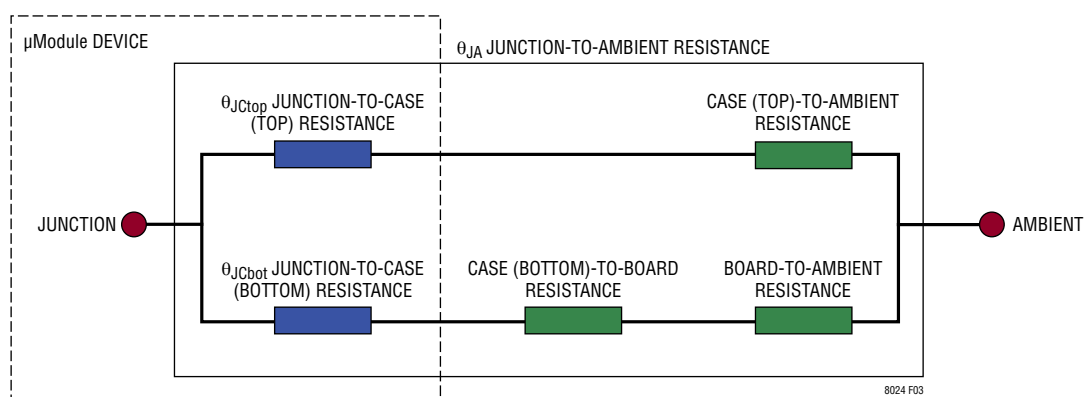 µModule DEVICE
θJA JUNCTION-TO-AMBIENT RESISTANCE
θJCtop JUNCTION-TO-CASE
(TOP) RESISTANCE
CASE (TOP)-TO-AMBIENT
RESISTANCE
JUNCTION
AMBIENT
θJCbot JUNCTION-TO-CASE
(BOTTOM) RESISTANCE
CASE (BOTTOM)-TO-BOARD
RESISTANCE
BOARD-TO-AMBIENT
RESISTANCE
8024 F03